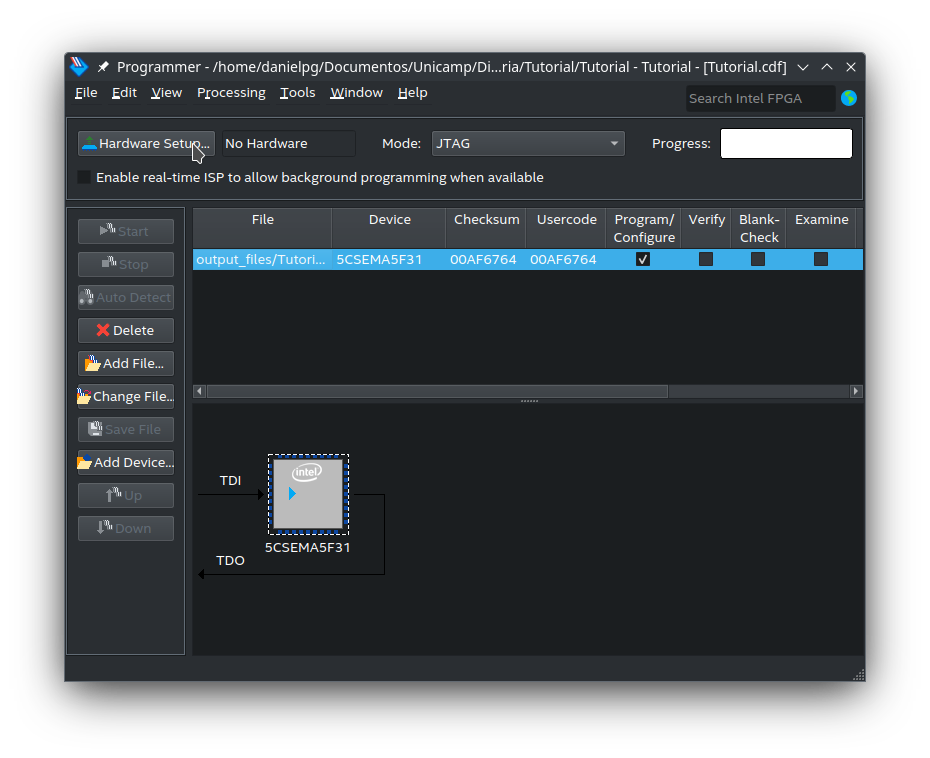 Programmer - /home/danielpg/Documentos/Unicamp/Di...ria/Tutorial/Tutorial - Tutorial - [Tutorial.cdf]
File Edit View Processing Tools Window Help
Search Intel FPGA
Hardware Setup... No Hardware Mode: JTAG Progress:
Enable real-time ISP to allow background programming when available
Start
Stop
Auto Detect
Delete
Add File...
Change File...
Save File
Add Device...
Up
Down
File Device Checksum Usercode Program/ Verify Blank- Examine
Configure Check
output_files/Tutori... 5CSEMA5F31 00AF6764 00AF6764
TDI
intel
5CSEMA5F31
TDO